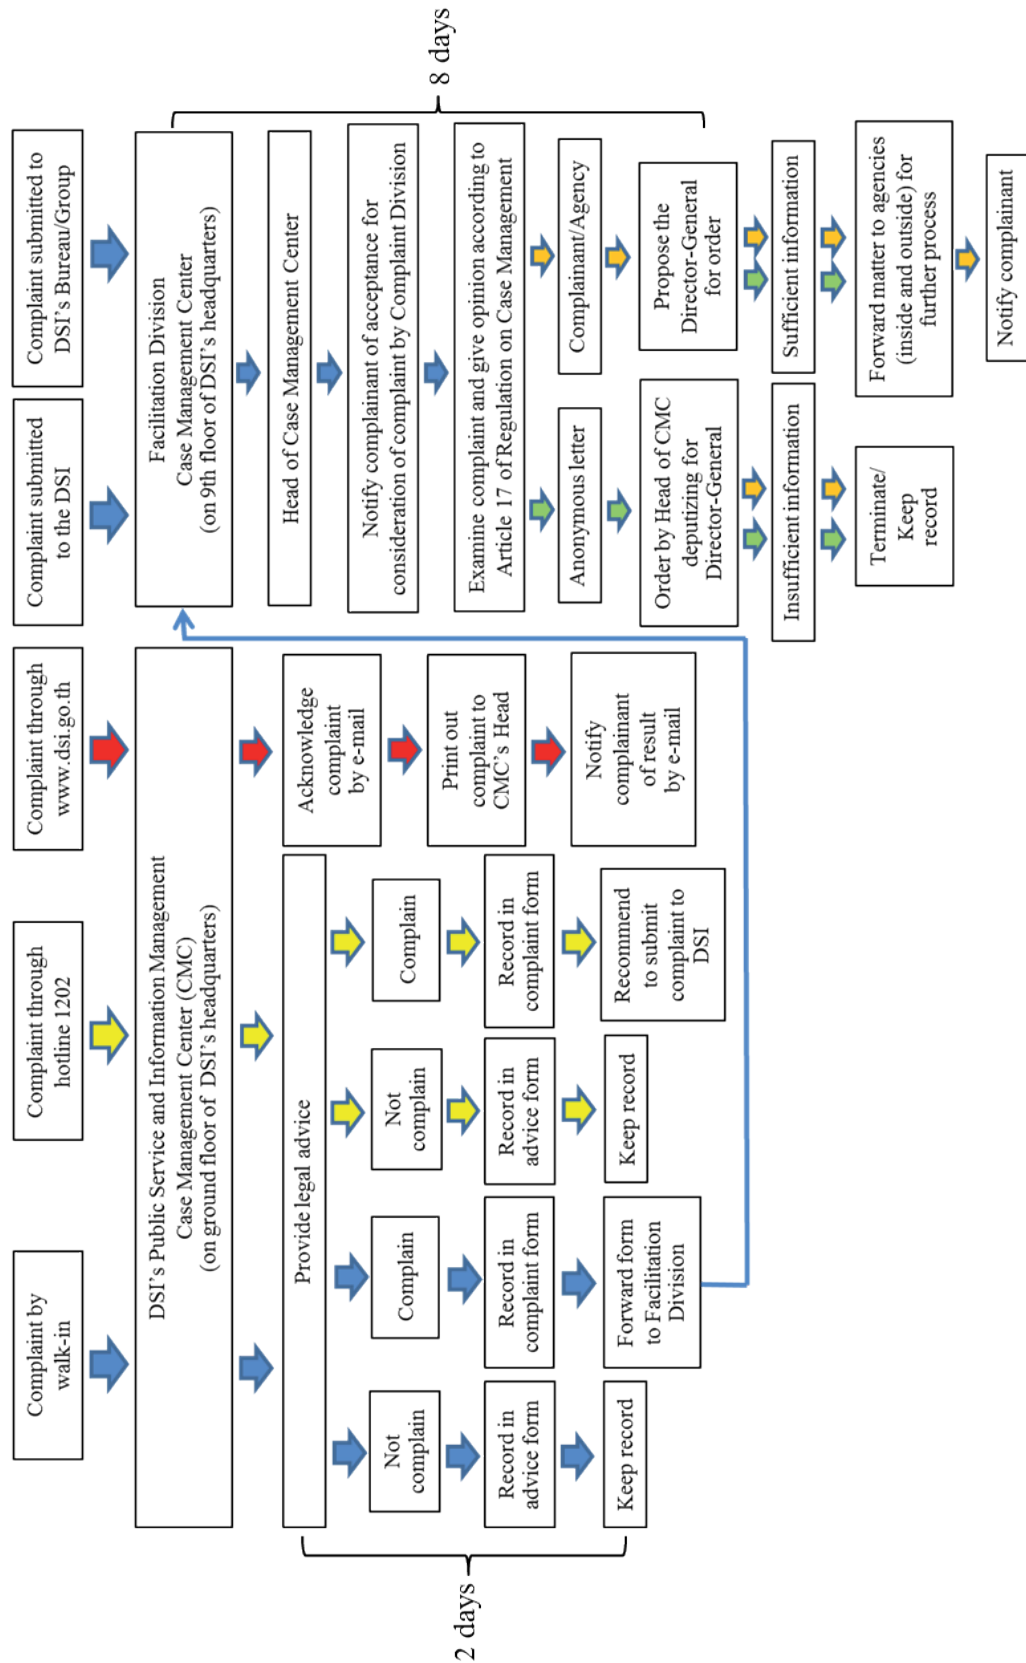 Complaint by
walk-in
Complaint through
hotline 1202
Complaint through
www.dsi.go.th
Complaint submitted
to the DSI
Complaint submitted to
DSI's Bureau/Group
DSI's Public Service and Information Management
Case Management Center (CMC)
(on ground floor of DSI's headquarters)
Facilitation Division
Case Management Center
(on 9th floor of DSI's headquarters)
Provide legal advice
Acknowledge
complaint
by e-mail
Head of Case Management Center
Not
complain
Complain
Not
complain
Complain
Print out
complaint to
CMC's Head
Notify complainant of acceptance for
consideration of complaint by Complaint Division
Record in
advice form
Record in
complaint form
Record in
advice form
Record in
complaint form
Notify
complainant
of result
by e-mail
Examine complaint and give opinion according to
Article 17 of Regulation on Case Management
Keep record
Forward form
to Facilitation
Division
Keep record
Recommend
to submit
complaint to
DSI
Anonymous letter
Complainant/Agency
Order by Head of CMC
deputizing for
Director-General
Propose the
Director-General
for order
Insufficient information
Sufficient information
Terminate/
Keep
record
Forward matter to agencies
(inside and outside) for
further process
Notify complainant
2 days
8 days